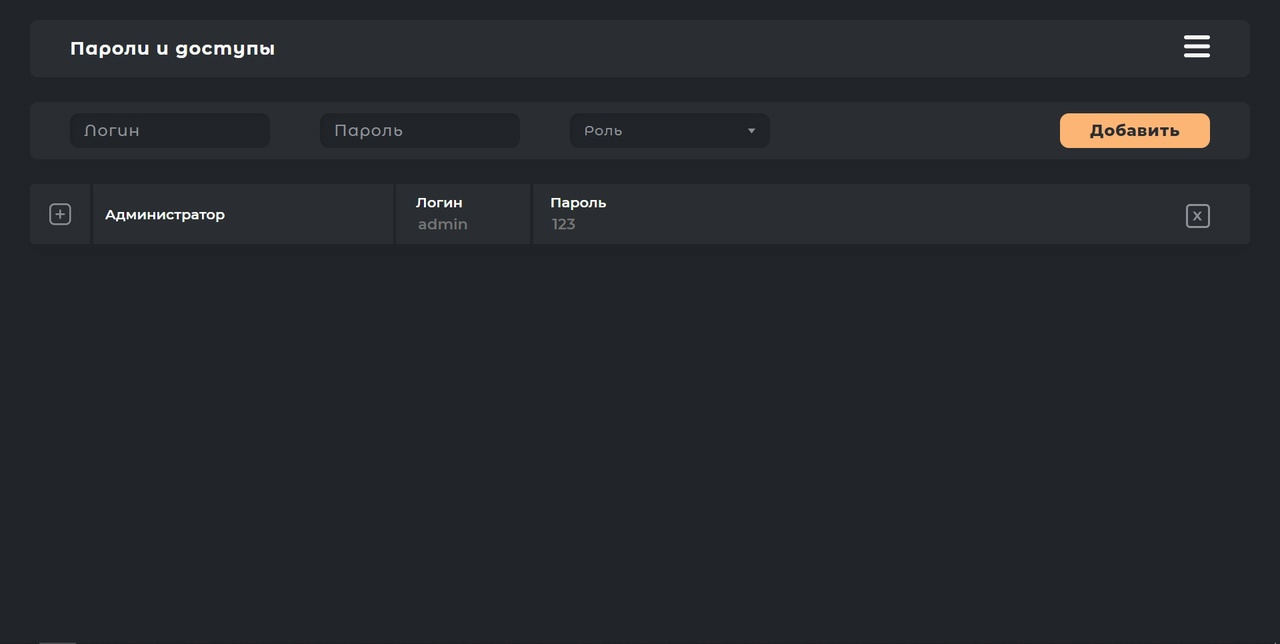 Пароли и доступы
Логин
Пароль
Роль
Добавить
Администратор
Логин
admin
Пароль
123
X